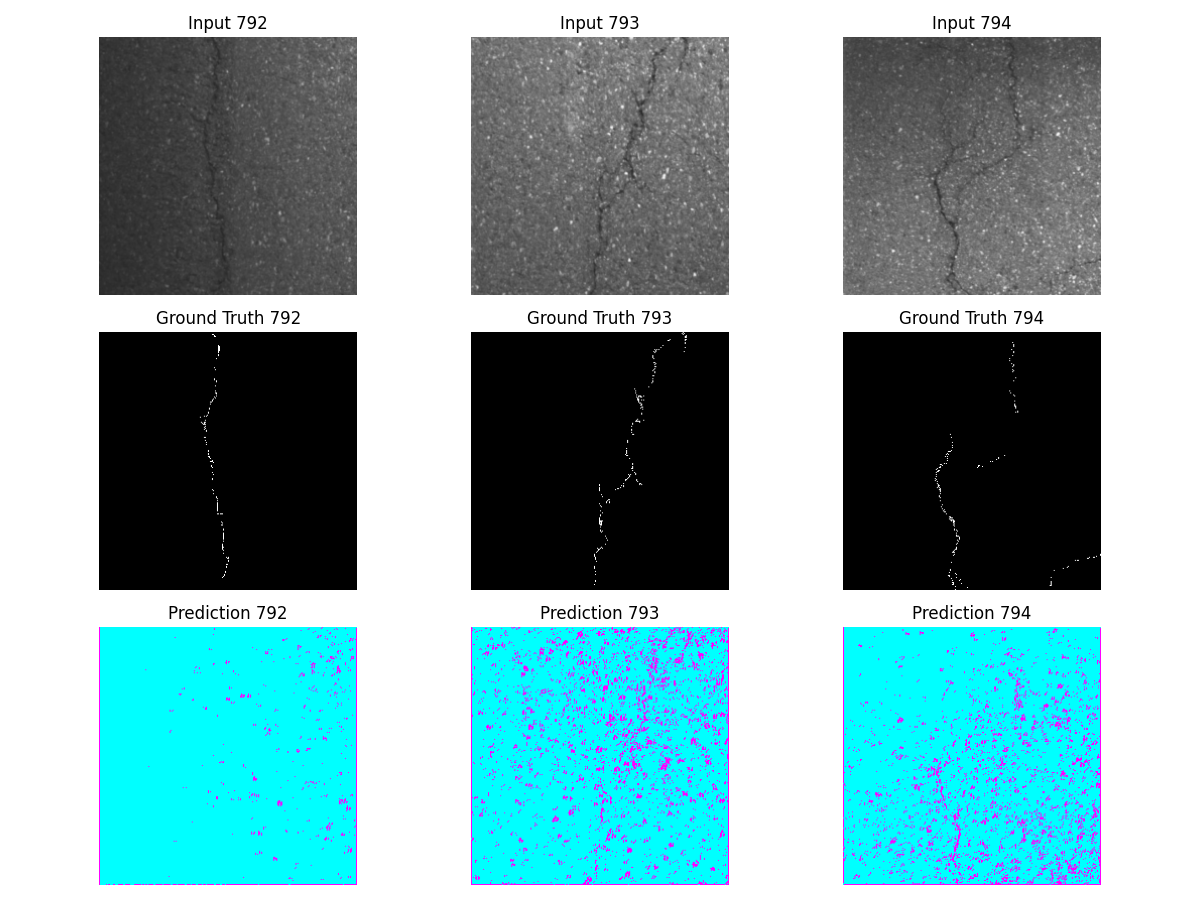 Input 792
Input 793
Input 794
Ground Truth 792
Ground Truth 793
Ground Truth 794
Prediction 792
Prediction 793
Prediction 794